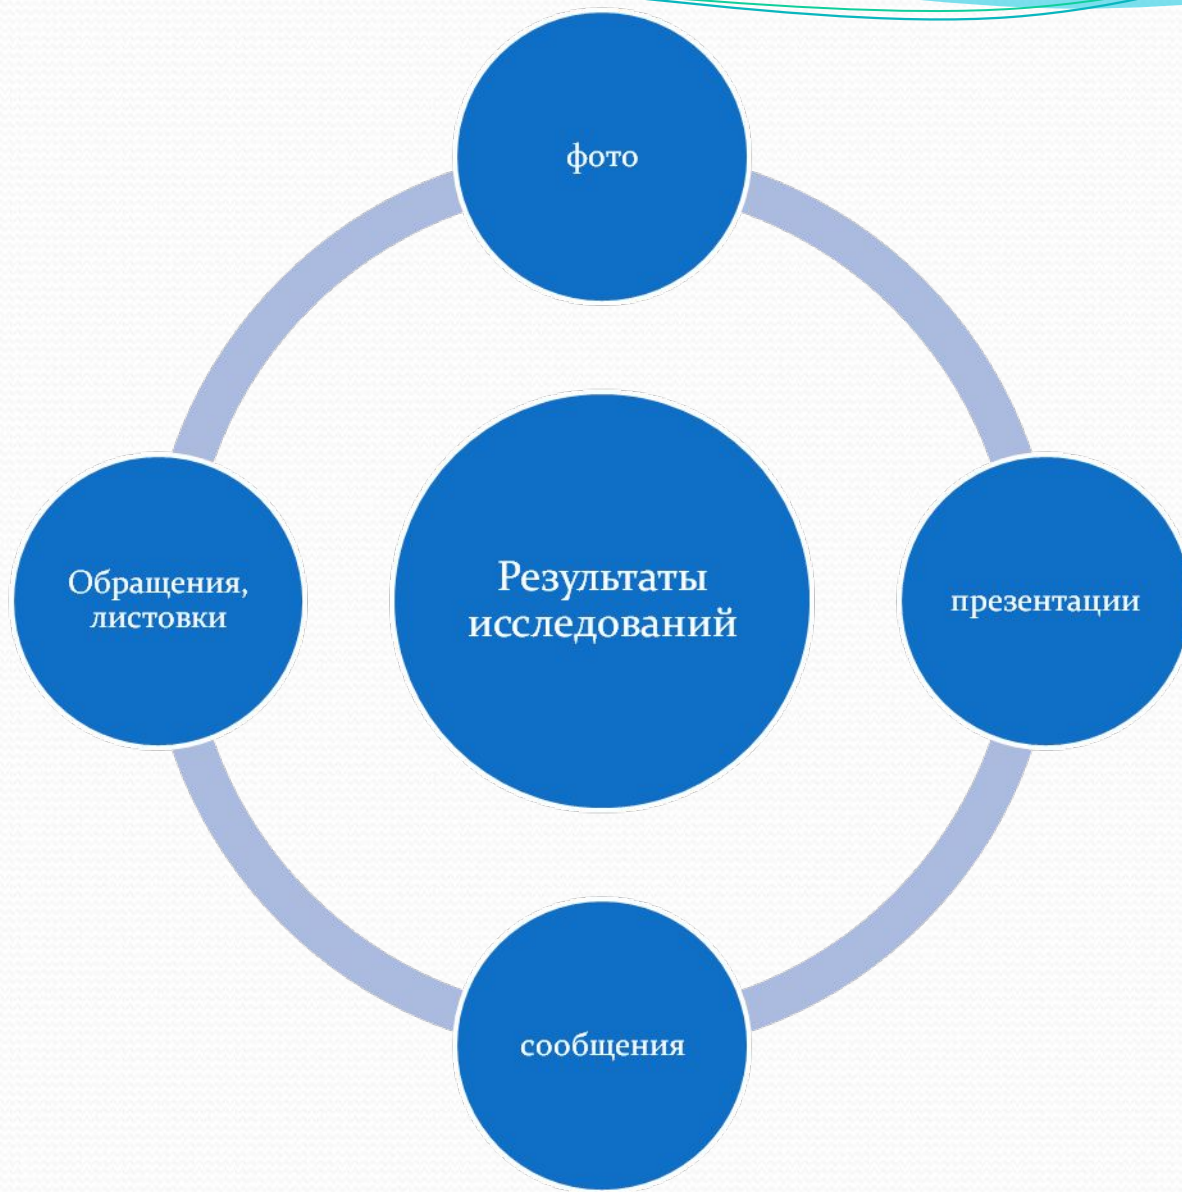 фото
Обращения,
листовки
Результаты
исследований
презентации
сообщения